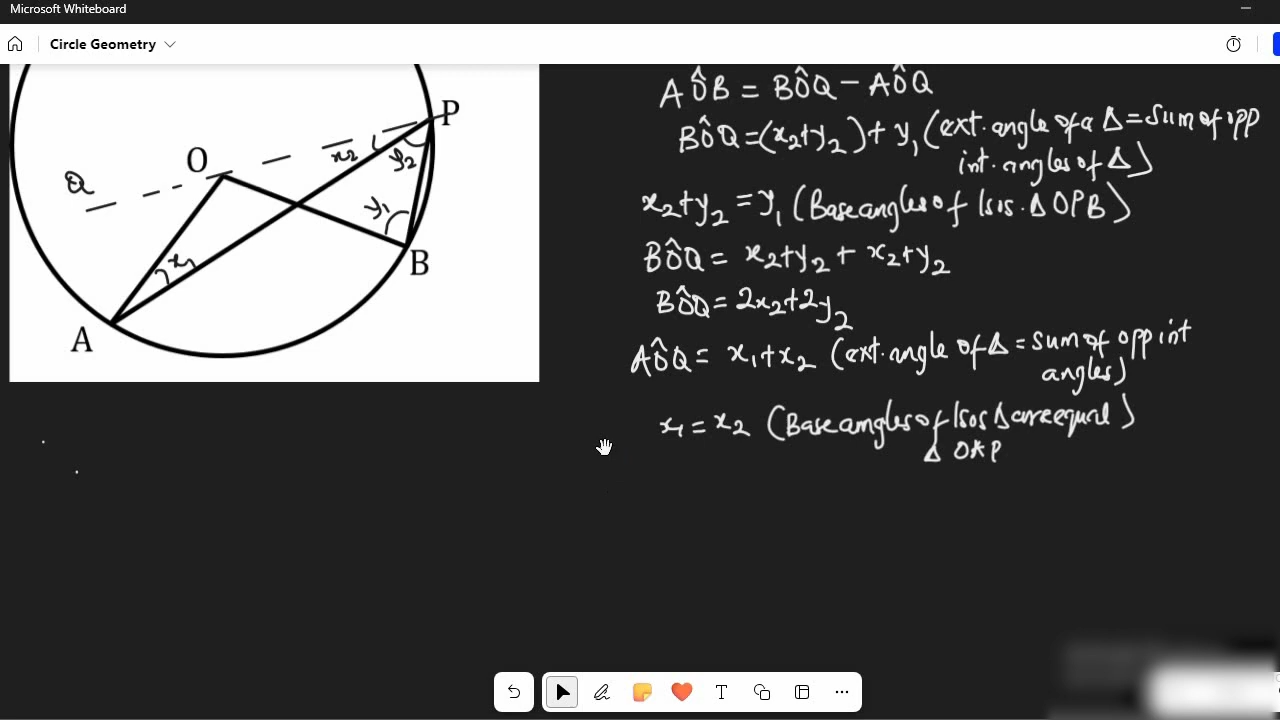 Microsoft Whiteboard
Circle Geometry
P
O
Q
x₂
y₂
y₁
x₁
B
A
AÔB = BÔQ − AÔQ
BÔQ = (x₂+y₂) + y₁ (ext. angle of a Δ = sum of opp
int. angles of Δ)
x₂+y₂ = y₁ (Base angles of Isis. Δ OPB)
BÔQ = x₂+y₂ + x₂+y₂
BÔQ = 2x₂+2y₂
AÔQ = x₁+x₂ (ext. angle of Δ = sum of opp int
angles)
x₁ = x₂ (Base angles of Isos Δ are equal)
Δ OAP
T